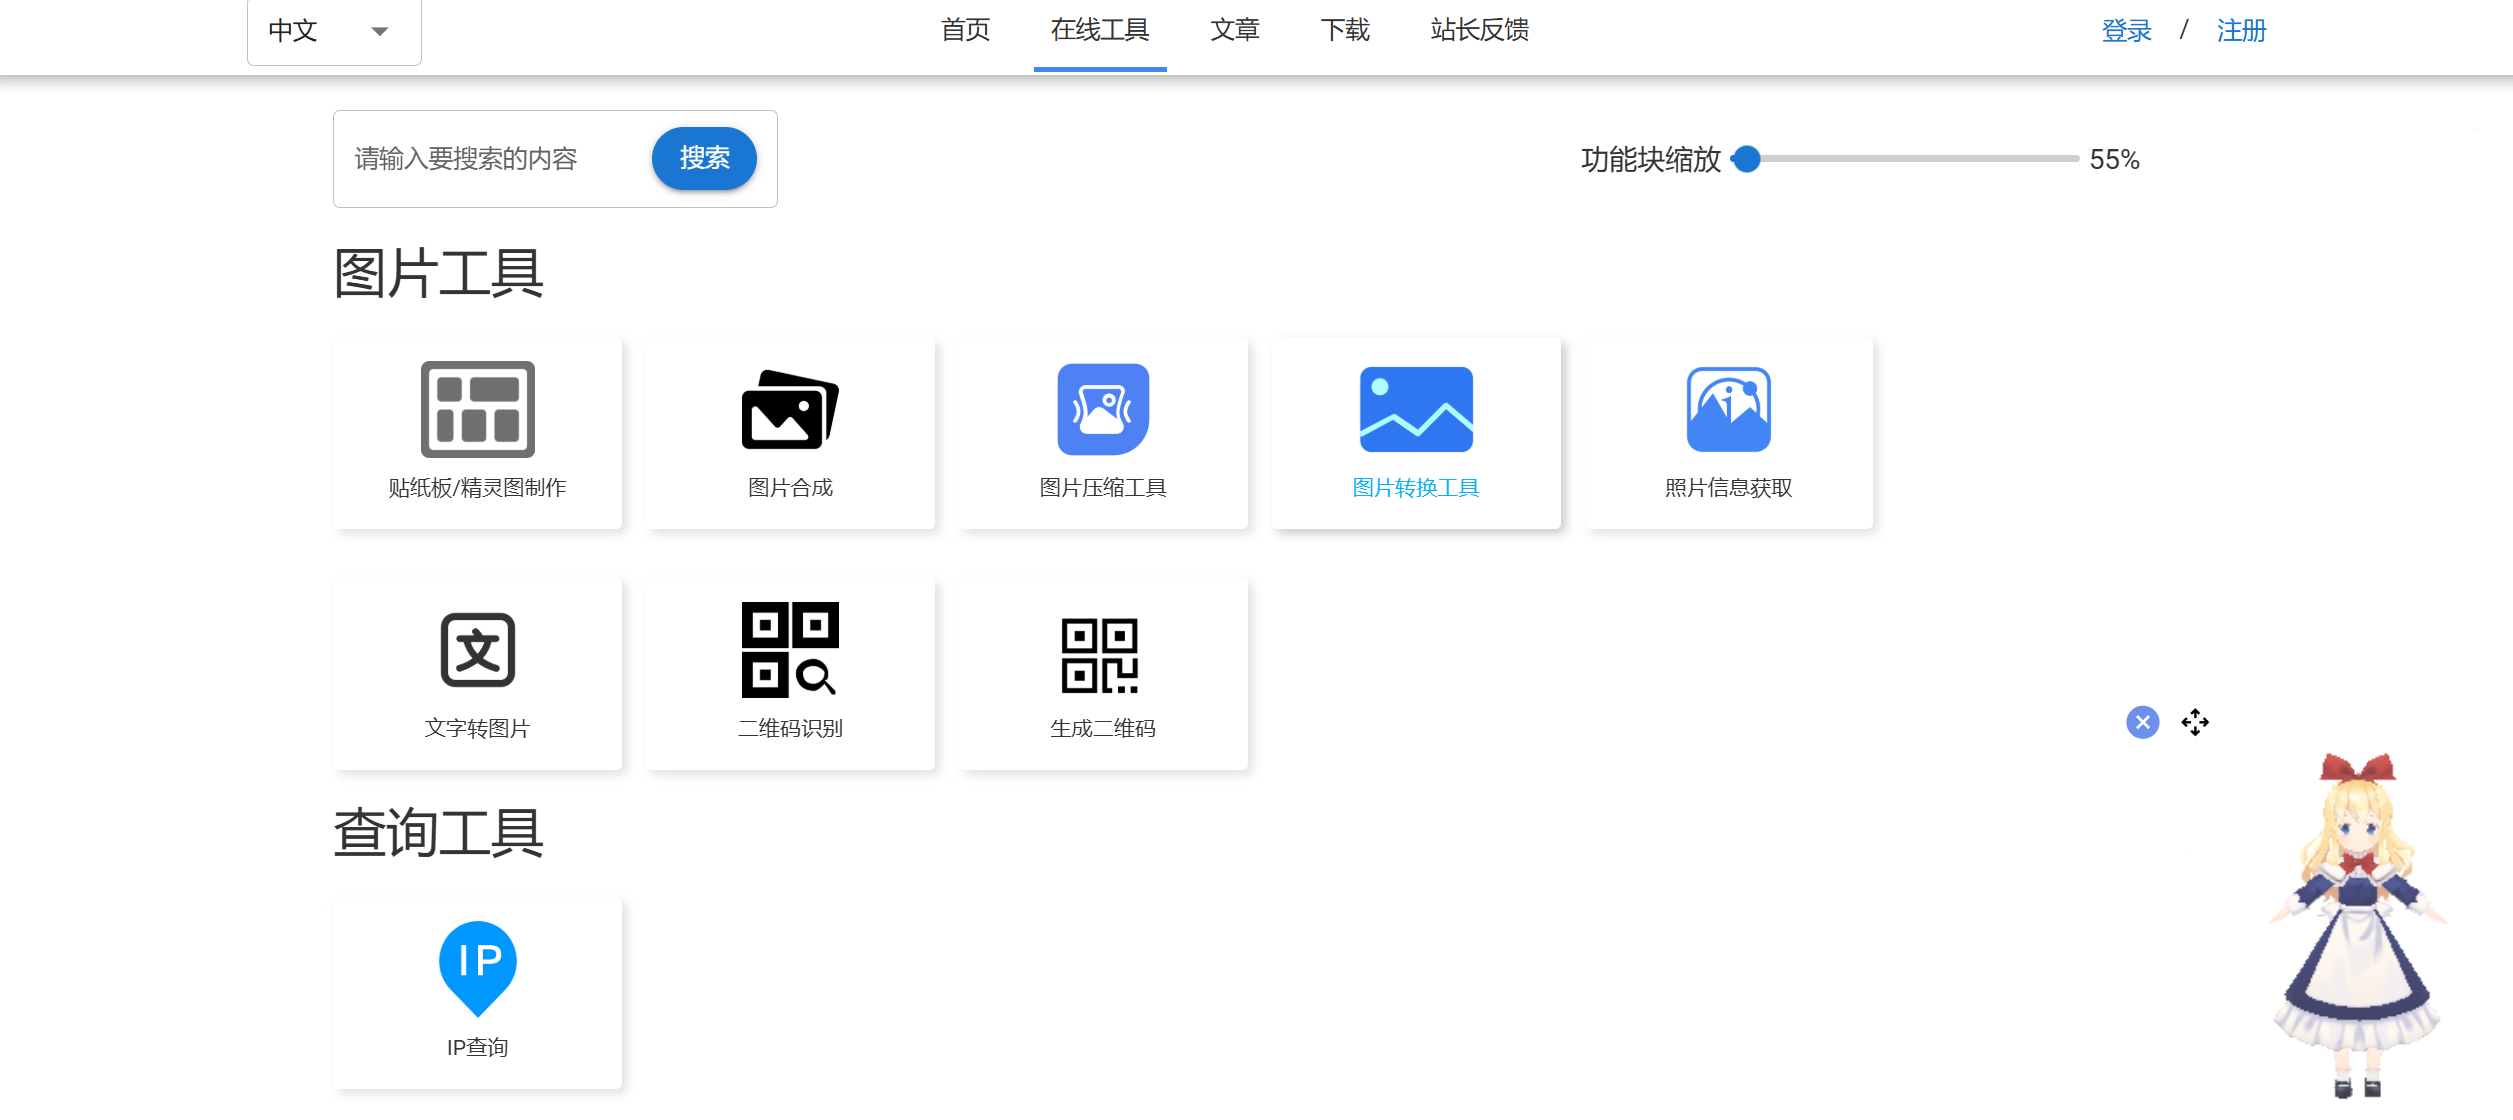 中文
首页 在线工具 文章 下载 站长反馈
登录 / 注册
请输入要搜索的内容 搜索
功能块缩放 55%
图片工具
贴纸板/精灵图制作 图片合成 图片压缩工具 图片转换工具 照片信息获取
文
文字转图片 二维码识别 生成二维码
查询工具
IP
IP查询